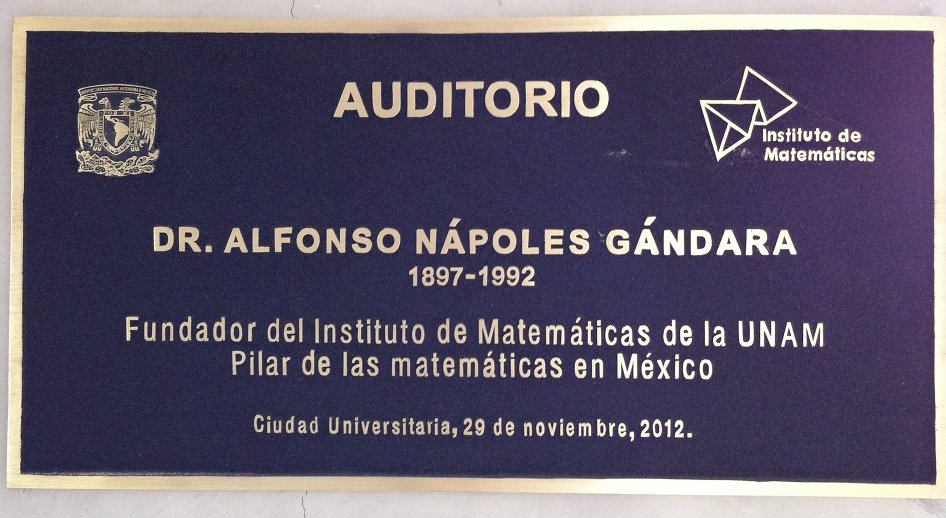 AUDITORIO
Instituto de
Matemáticas
DR. ALFONSO NÁPOLES GÁNDARA
1897-1992
Fundador del Instituto de Matemáticas de la UNAM
Pilar de las matemáticas en México
Ciudad Universitaria, 29 de noviembre, 2012.